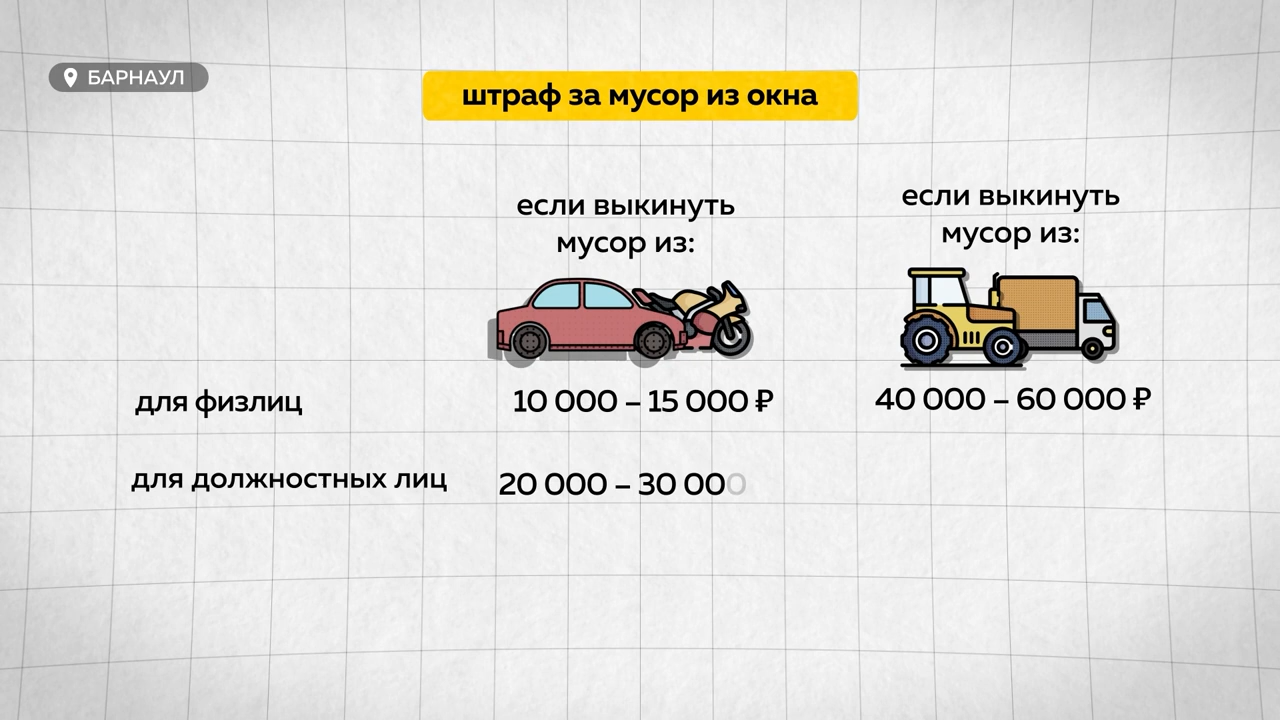 БАРНАУЛ
штраф за мусор из окна
если выкинуть
мусор из:
если выкинуть
мусор из:
для физлиц
10 000 – 15 000 ₽
40 000 – 60 000 ₽
для должностных лиц
20 000 – 30 000